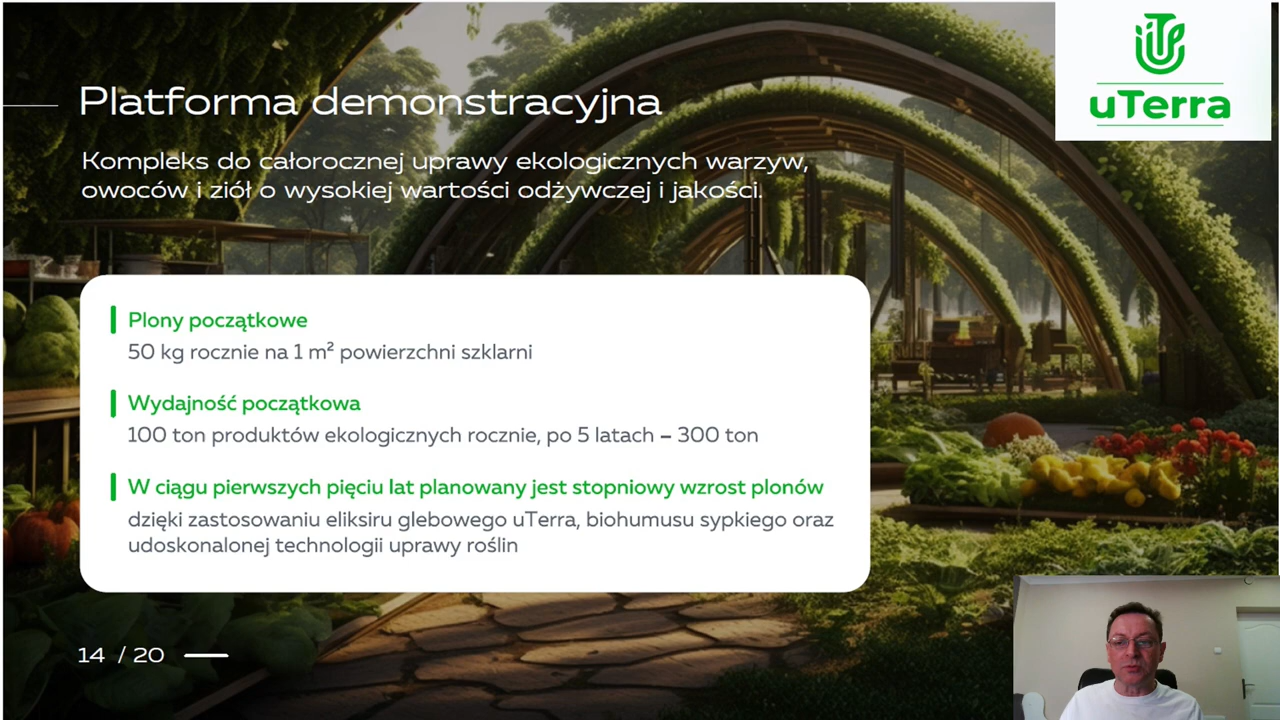 uTerra
Platforma demonstracyjna
Kompleks do całorocznej uprawy ekologicznych warzyw,
owoców i ziół o wysokiej wartości odżywczej i jakości.
Plony początkowe
50 kg rocznie na 1 m² powierzchni szklarni
Wydajność początkowa
100 ton produktów ekologicznych rocznie, po 5 latach – 300 ton
W ciągu pierwszych pięciu lat planowany jest stopniowy wzrost plonów
dzięki zastosowaniu eliksiru glebowego uTerra, biohumusu sypkiego oraz
udoskonalonej technologii uprawy roślin
14 / 20